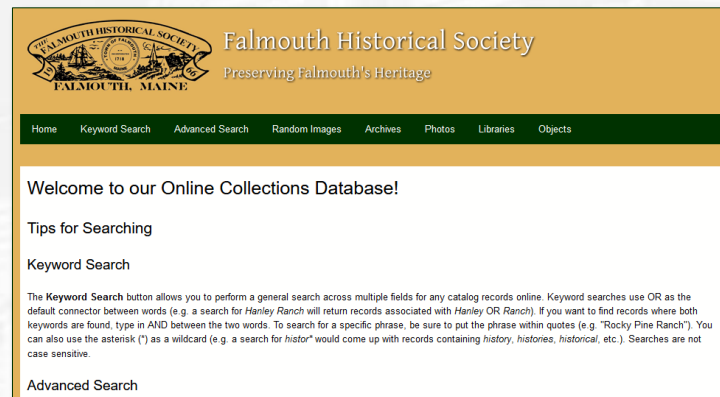 THE FALMOUTH HISTORICAL SOCIETY
TOWN OF FALMOUTH
1718
MAINE
19 66
FALMOUTH, MAINE
Falmouth Historical Society
Preserving Falmouth's Heritage
Home Keyword Search Advanced Search Random Images Archives Photos Libraries Objects
Welcome to our Online Collections Database!
Tips for Searching
Keyword Search
The Keyword Search button allows you to perform a general search across multiple fields for any catalog records online. Keyword searches use OR as the
default connector between words (e.g. a search for Hanley Ranch will return records associated with Hanley OR Ranch). If you want to find records where both
keywords are found, type in AND between the two words. To search for a specific phrase, be sure to put the phrase within quotes (e.g. "Rocky Pine Ranch"). You
can also use the asterisk (*) as a wildcard (e.g. a search for histor* would come up with records containing history, histories, historical, etc.). Searches are not
case sensitive.
Advanced Search